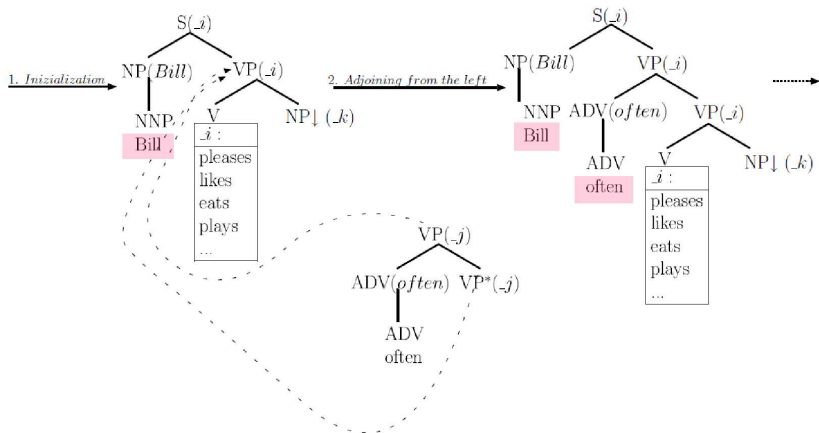 S(_i)
1. Inizialization
NP(Bill)
VP(_i)
NNP
Bill
V
NP↓ (_k)
_i :
pleases
likes
eats
plays
...
2. Adjoining from the left
VP(_j)
ADV(often)
VP*(_j)
ADV
often
S(_i)
NP(Bill)
VP(_i)
NNP
Bill
ADV(often)
VP(_i)
ADV
often
V
NP↓ (_k)
_i :
pleases
likes
eats
plays
...